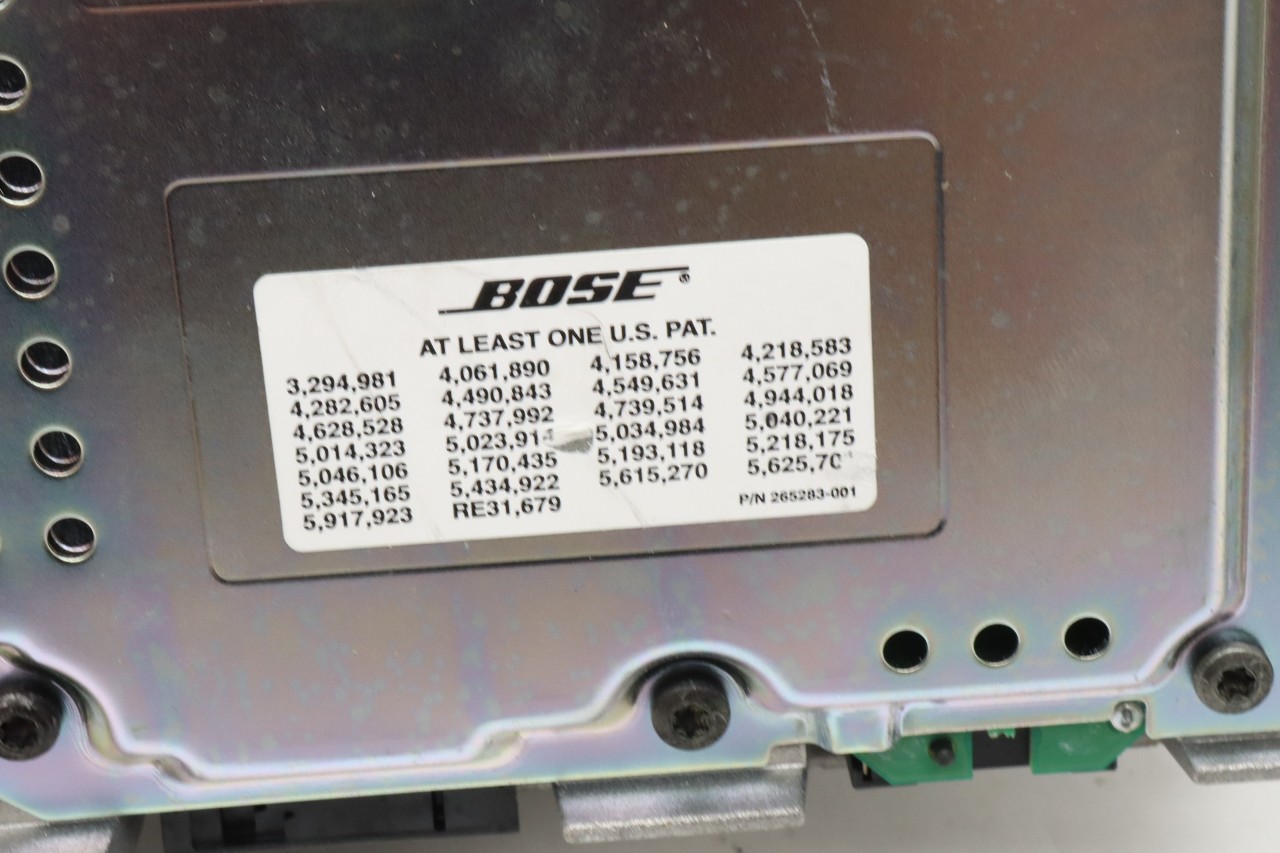 BOSE®
AT LEAST ONE U.S. PAT.
3,294,981 4,061,890 4,158,756 4,218,583
4,282,605 4,490,843 4,549,631 4,577,069
4,628,528 4,737,992 4,739,514 4,944,018
5,014,323 5,034,984 5,040,221
5,046,106 5,170,435 5,193,118 5,218,175
5,345,165 5,434,922 5,615,270
5,917,923 RE31,679 P/N 265283-001